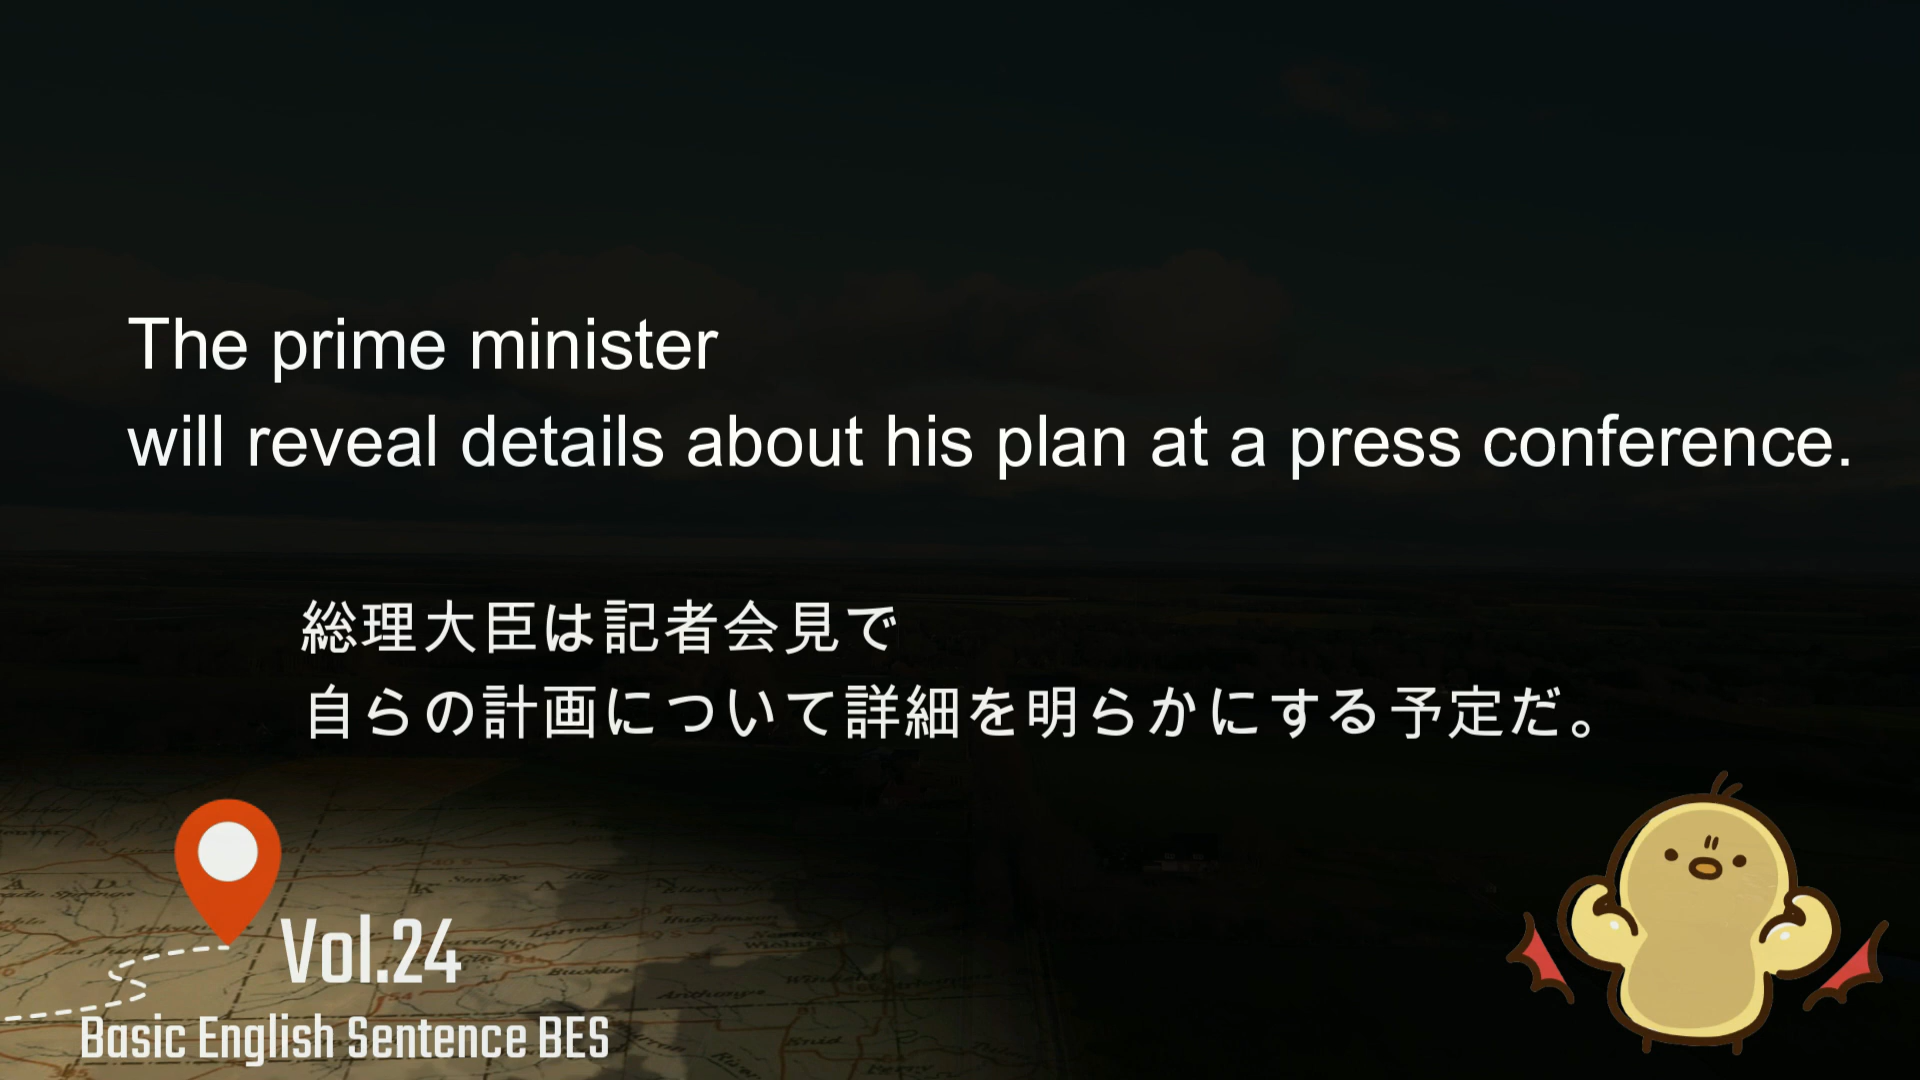 The prime minister
will reveal details about his plan at a press conference.
総理大臣は記者会見で
自らの計画について詳細を明らかにする予定だ。
Vol.24
Basic English Sentence BES